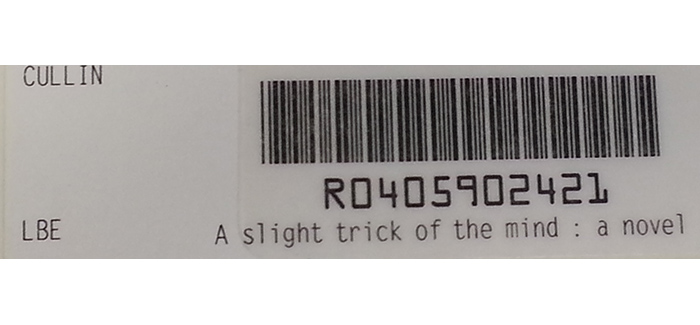 CULLIN
R0405902421
LBE
A slight trick of the mind : a novel